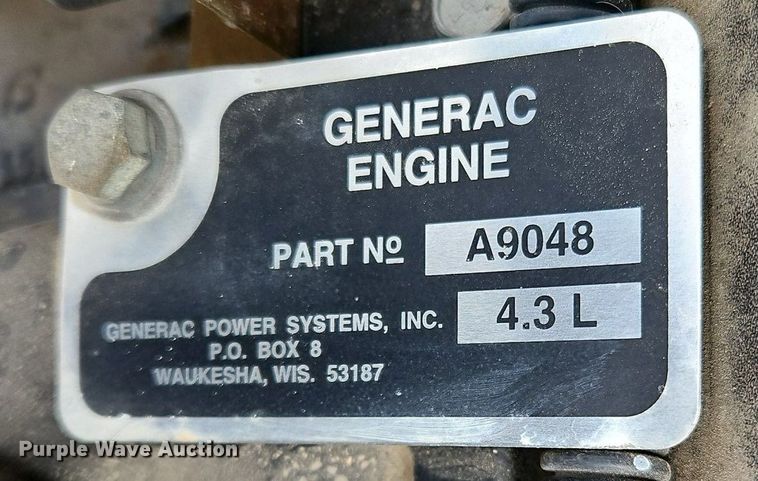 GENERAC
ENGINE
PART Nº A9048
4.3 L
GENERAC POWER SYSTEMS, INC.
P.O. BOX 8
WAUKESHA, WIS. 53187
Purple Wave Auction